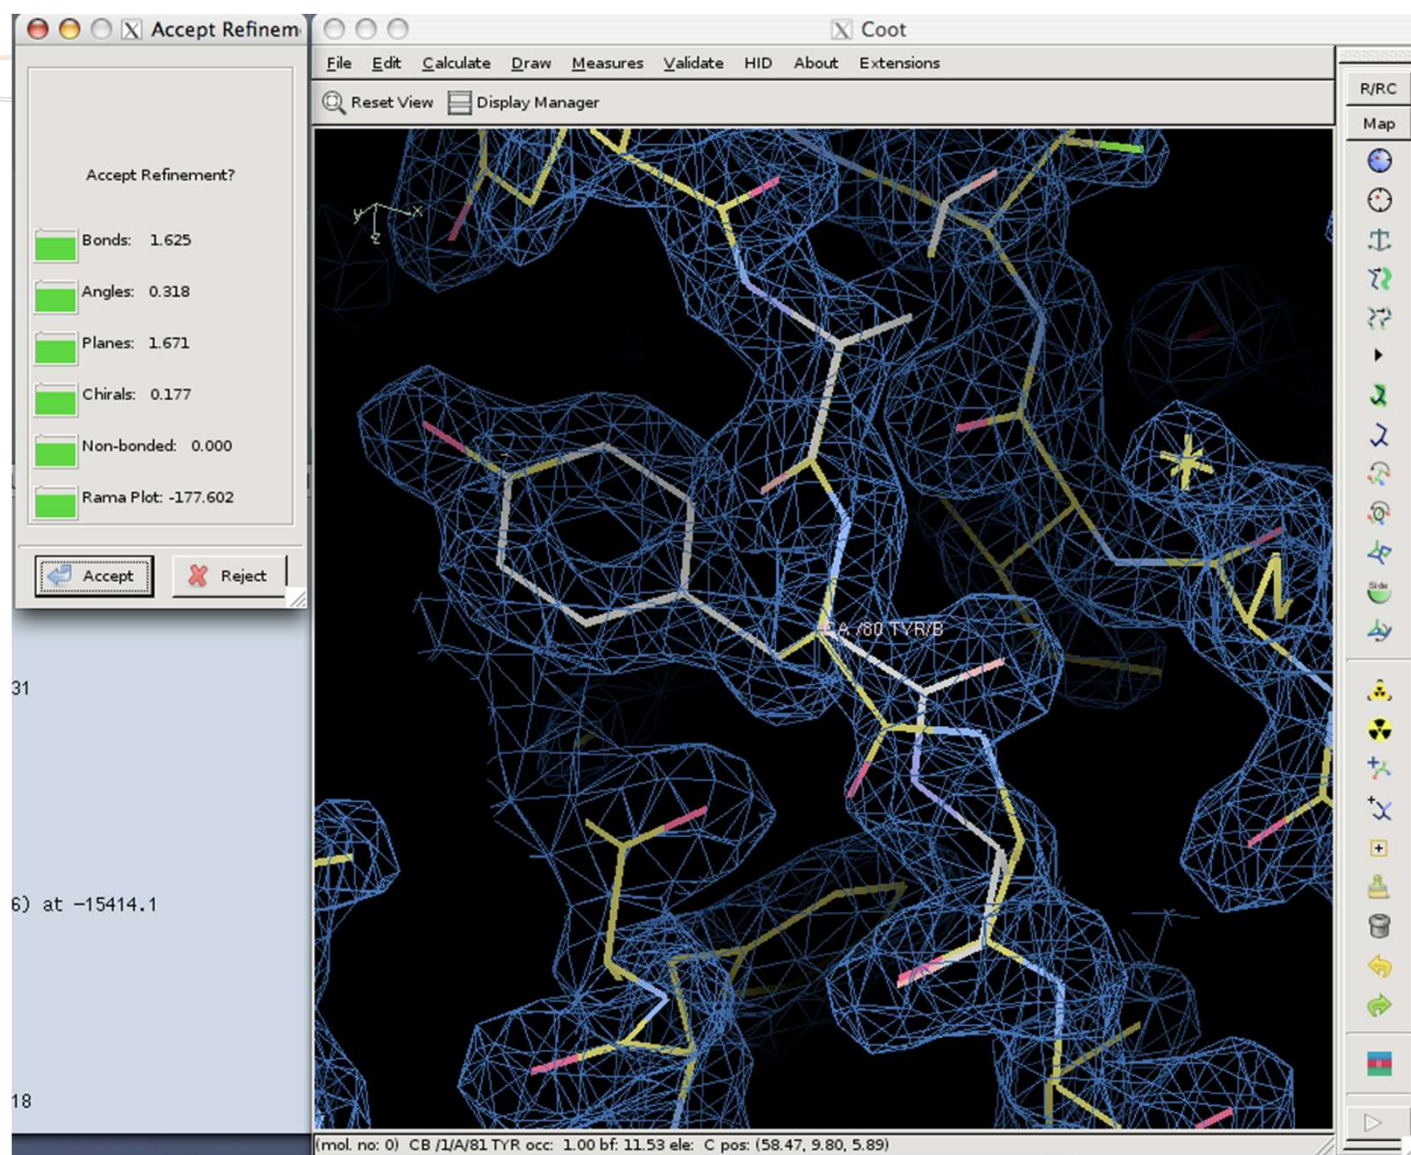 Accept Refinem
X Coot
File Edit Calculate Draw Measures Validate HID About Extensions
Reset View Display Manager
R/RC
Map
Accept Refinement?
Bonds: 1.625
Angles: 0.318
Planes: 1.671
Chirals: 0.177
Non-bonded: 0.000
Rama Plot: -177.602
Accept Reject
y x
z
Side
CA /80 TYR/B
31
6) at -15414.1
18
(mol. no: 0) CB /1/A/81 TYR occ: 1.00 bf: 11.53 ele: C pos: (58.47, 9.80, 5.89)